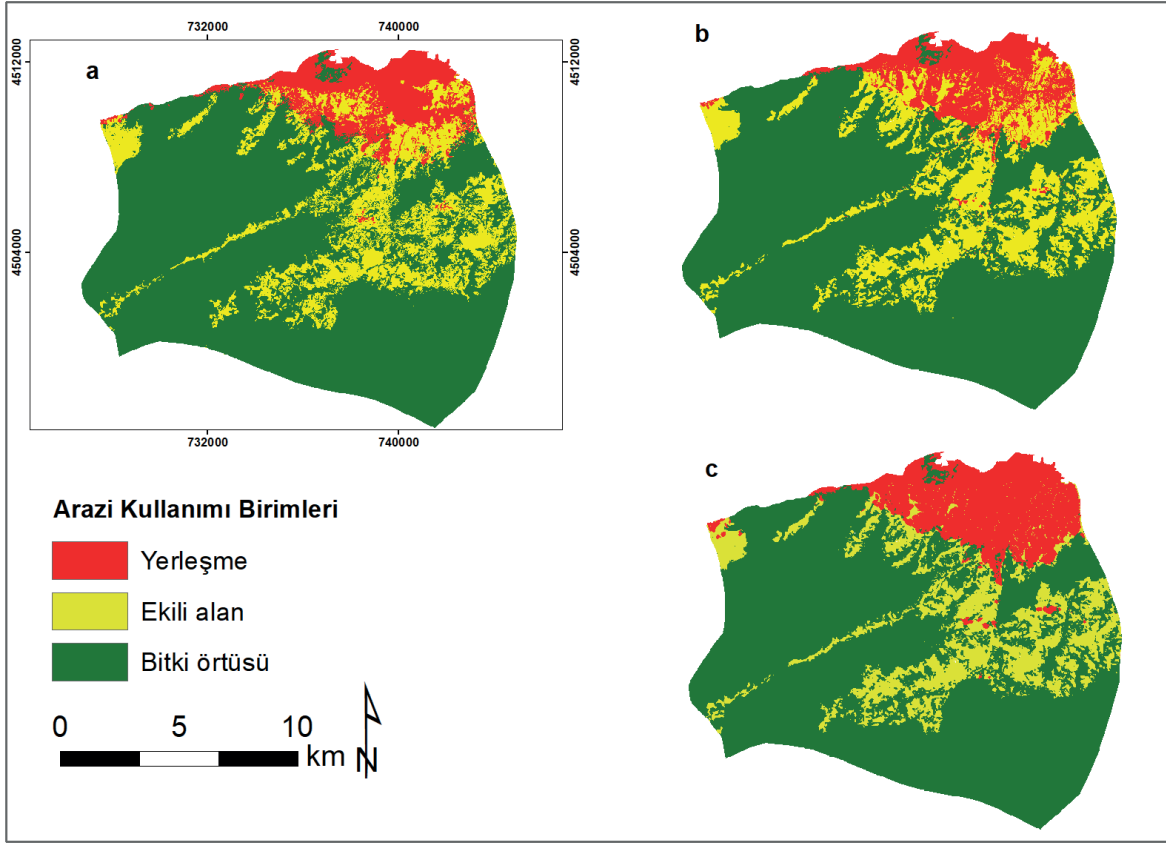 732000 740000
4512000 4512000
a
b
4504000 4504000
732000 740000
c
Arazi Kullanımı Birimleri
Yerleşme
Ekili alan
Bitki örtüsü
0 5 10
km N